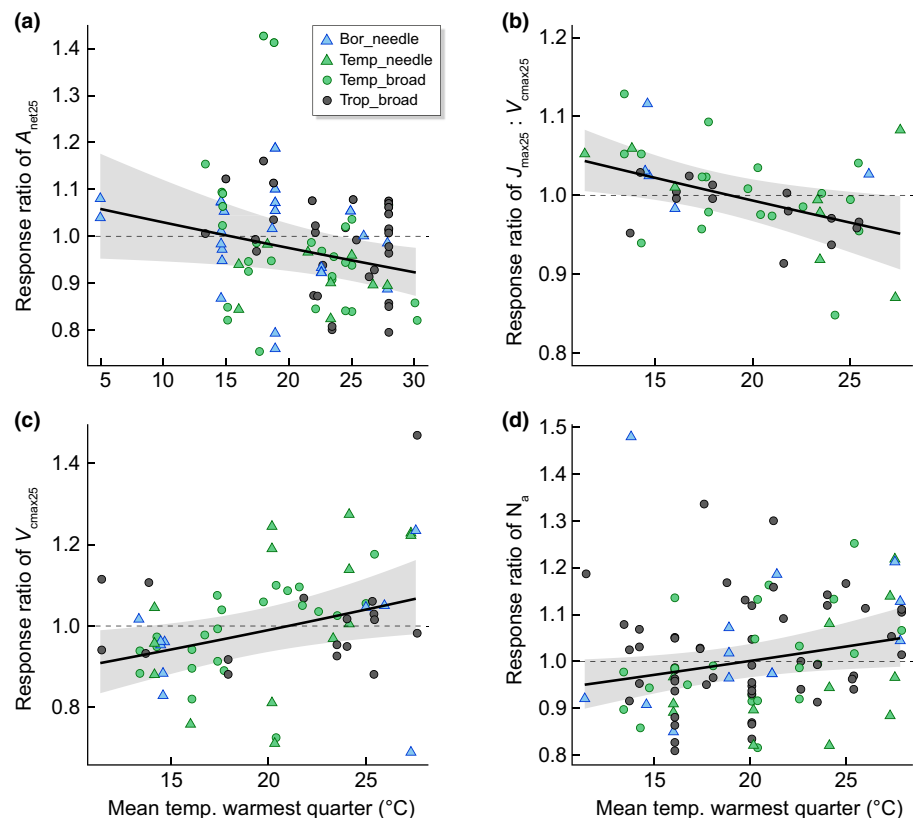 (a)
Response ratio of Anet25
1.4
1.3
1.2
1.1
1.0
0.9
0.8
5
10
15
20
25
30
Bor_needle
Temp_needle
Temp_broad
Trop_broad
(b)
Response ratio of Jmax25 : Vcmax25
1.2
1.1
1.0
0.9
0.8
15
20
25
(c)
Response ratio of Vcmax25
1.4
1.2
1.0
0.8
15
20
25
Mean temp. warmest quarter (°C)
(d)
Response ratio of Na
1.5
1.4
1.3
1.2
1.1
1.0
0.9
0.8
15
20
25
Mean temp. warmest quarter (°C)